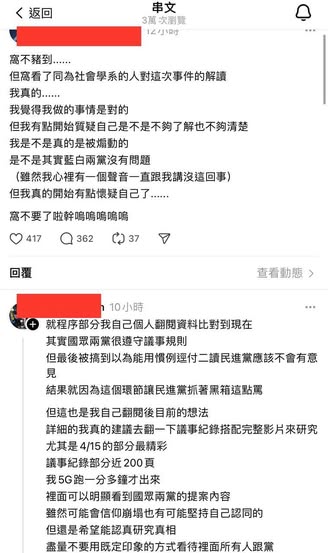 返回
串文
3萬 次瀏覽
12小時
窩不豬到......
但窩看了同為社會學系的人對這次事件的解讀
我真的......
我覺得我做的事情是對的
但我有點開始質疑自己是不是不夠了解也不夠清楚
我是不是真的是被煽動的
是不是其實藍白兩黨沒有問題
（雖然我心裡有一個聲音一直跟我講沒這回事）
但我真的開始有點懷疑自己了......
窩不要了啦幹嗚嗚嗚嗚嗚
417 362 37
回覆
查看動態
10小時
就程序部分我自己個人翻閱資料比對到現在
其實國眾兩黨很遵守議事規則
但最後被搞到以為能用慣例逕付二讀民進黨應該不會有意見
結果就因為這個環節讓民進黨抓著黑箱這點罵
但這也是我自己翻閱後目前的想法
詳細的我真的建議去翻一下議事紀錄搭配完整影片來研究
尤其是4/15的部分最精彩
議事紀錄部分近200頁
我5G跑一分多鐘才出來
裡面可以明顯看到國眾兩黨的提案內容
雖然可能會信仰崩塌也有可能堅持自己認同的
但還是希望能認真研究真相
盡量不要用既定印象的方式看待裡面所有人跟黨